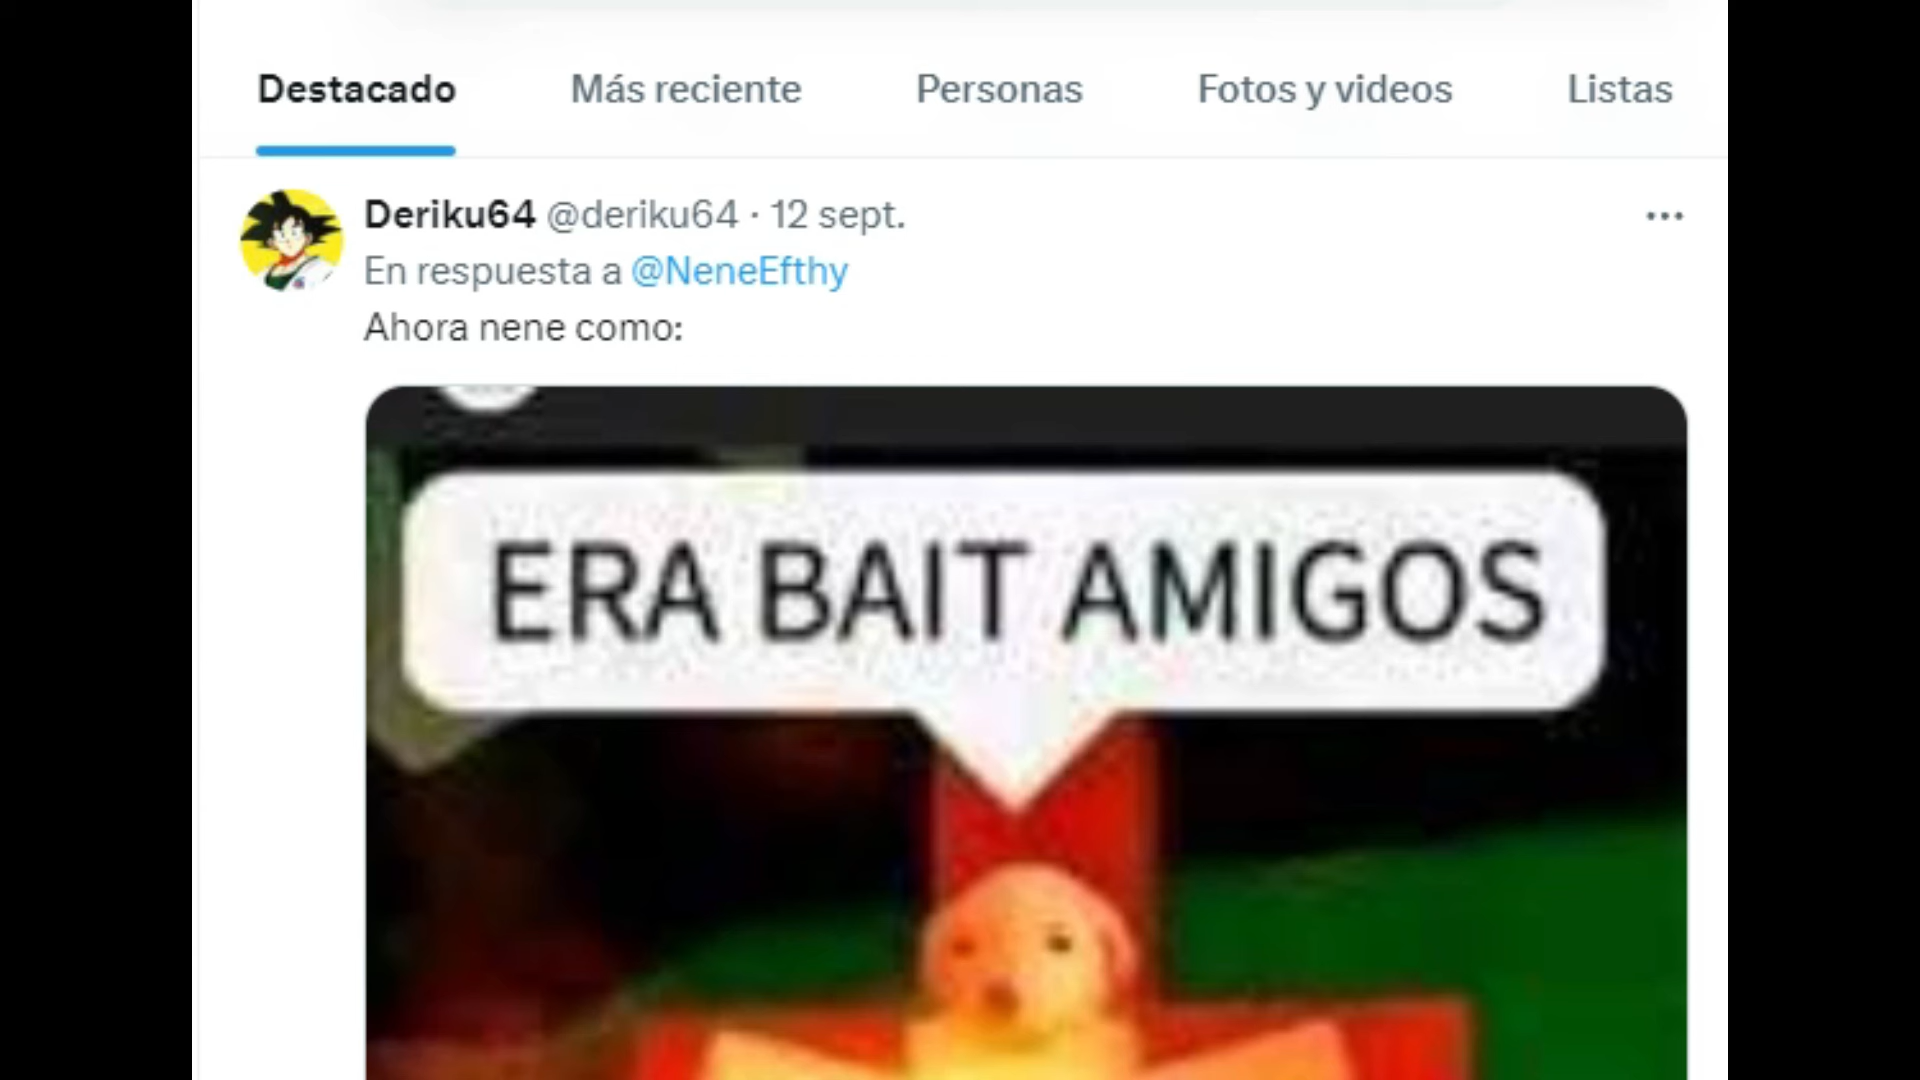 Destacado Más reciente Personas Fotos y videos Listas
Deriku64 @deriku64 · 12 sept.
En respuesta a @NeneEfthy
Ahora nene como:
ERA BAIT AMIGOS